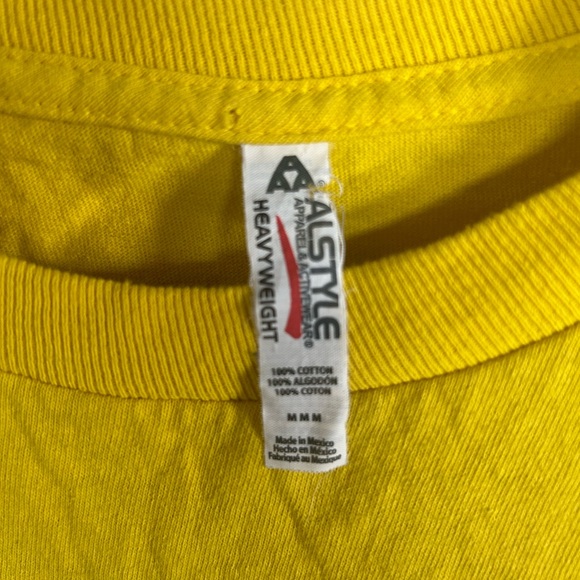 AAA
ALSTYLE
APPAREL & ACTIVEWEAR®
HEAVYWEIGHT
100% COTTON
100% ALGODÓN
100% COTON
M M M
Made in Mexico
Hecho en México
Fabriqué au Mexique